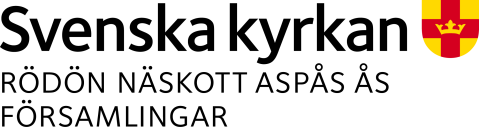 Svenska kyrkan
RÖDÖN NÄSKOTT ASPÅS ÅS
FÖRSAMLINGAR